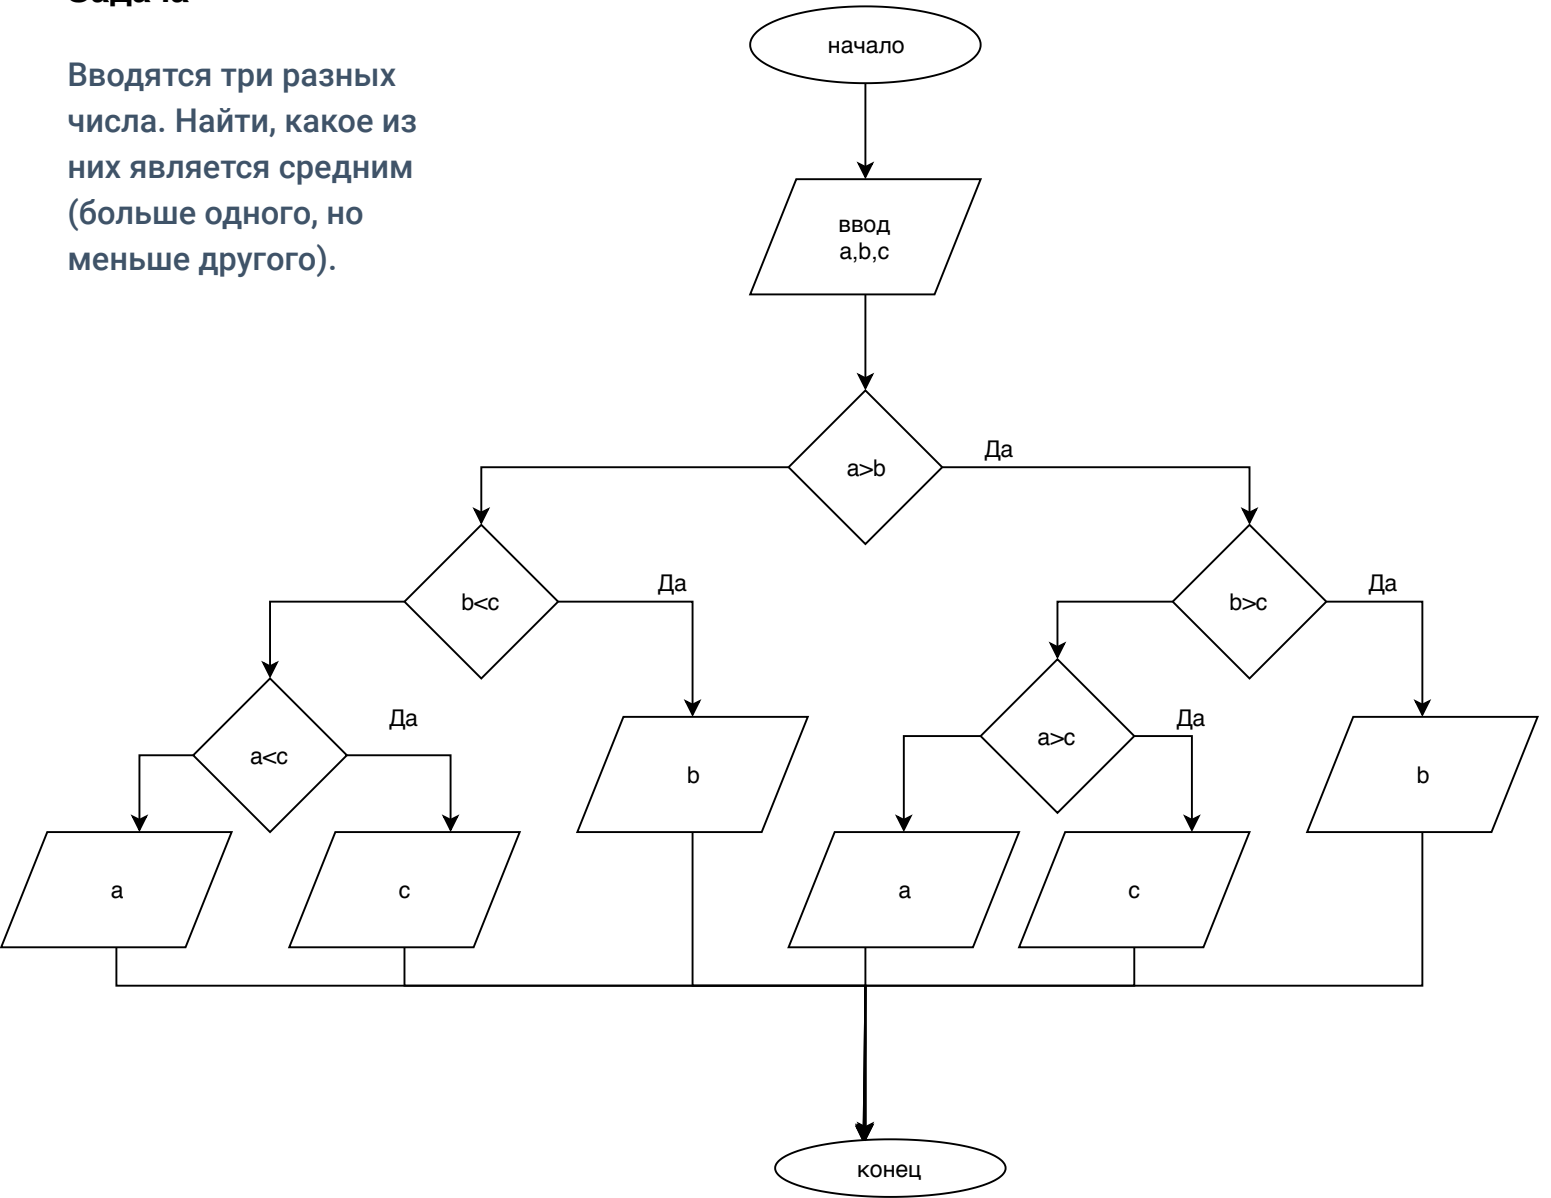 Задача
Вводятся три разных
числа. Найти, какое из
них является средним
(больше одного, но
меньше другого).
начало
ввод
a,b,c
a>b
Да
b<c
Да
b>c
Да
a<c
Да
b
a>c
Да
b
a
c
a
c
конец